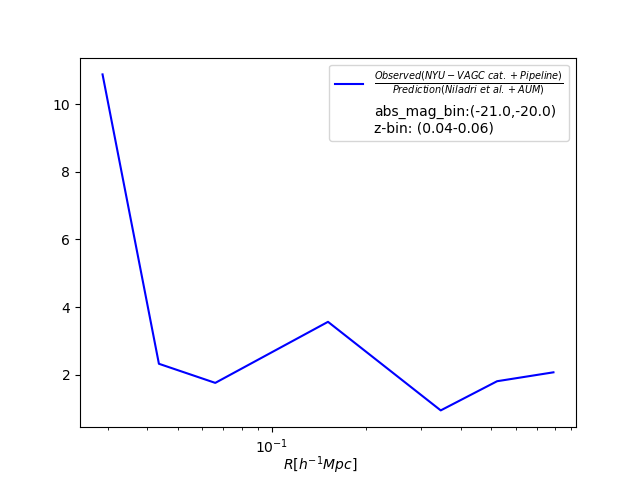 Observed(NYU-VAGC cat.+Pipeline)
Prediction(Niladri et al.+AUM)
abs_mag_bin:(-21.0,-20.0)
z-bin: (0.04-0.06)
10
8
6
4
2
10⁻¹
R[h⁻¹Mpc]